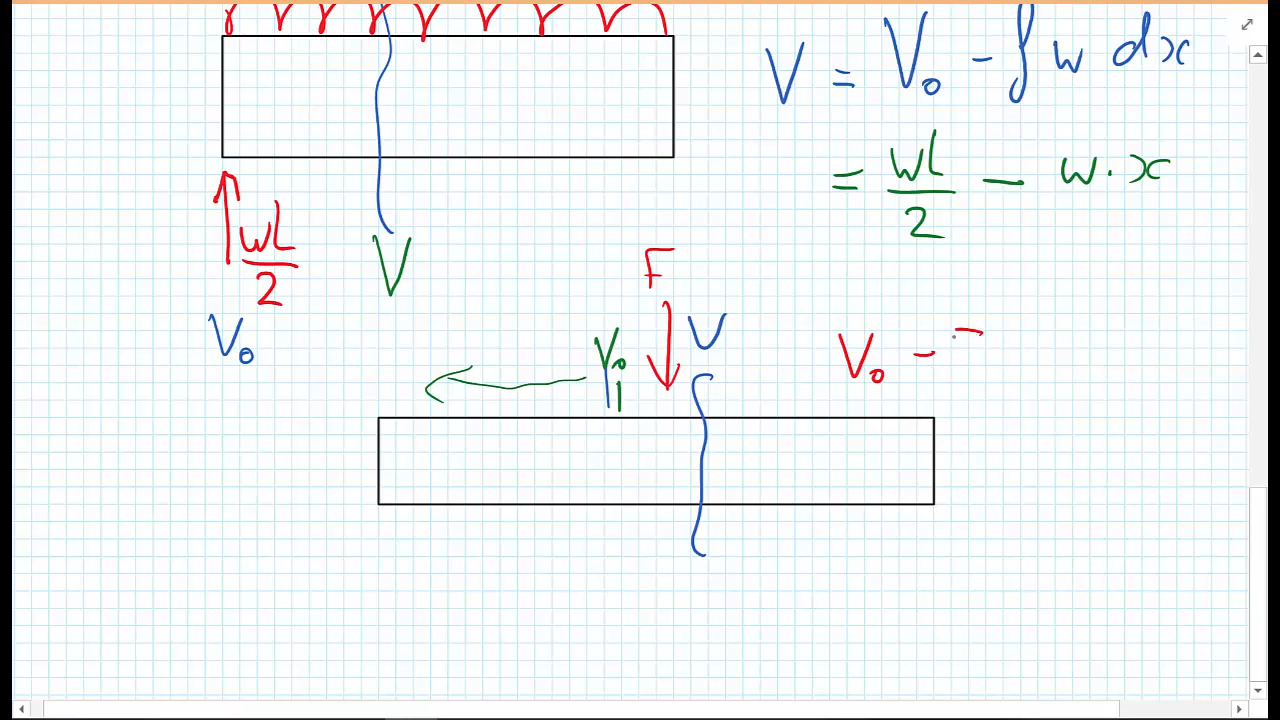 V = V₀ - ∫ w dx
= wL/2 - w · x
wL/2
V
V₀
F
V₀
V
V₀ -